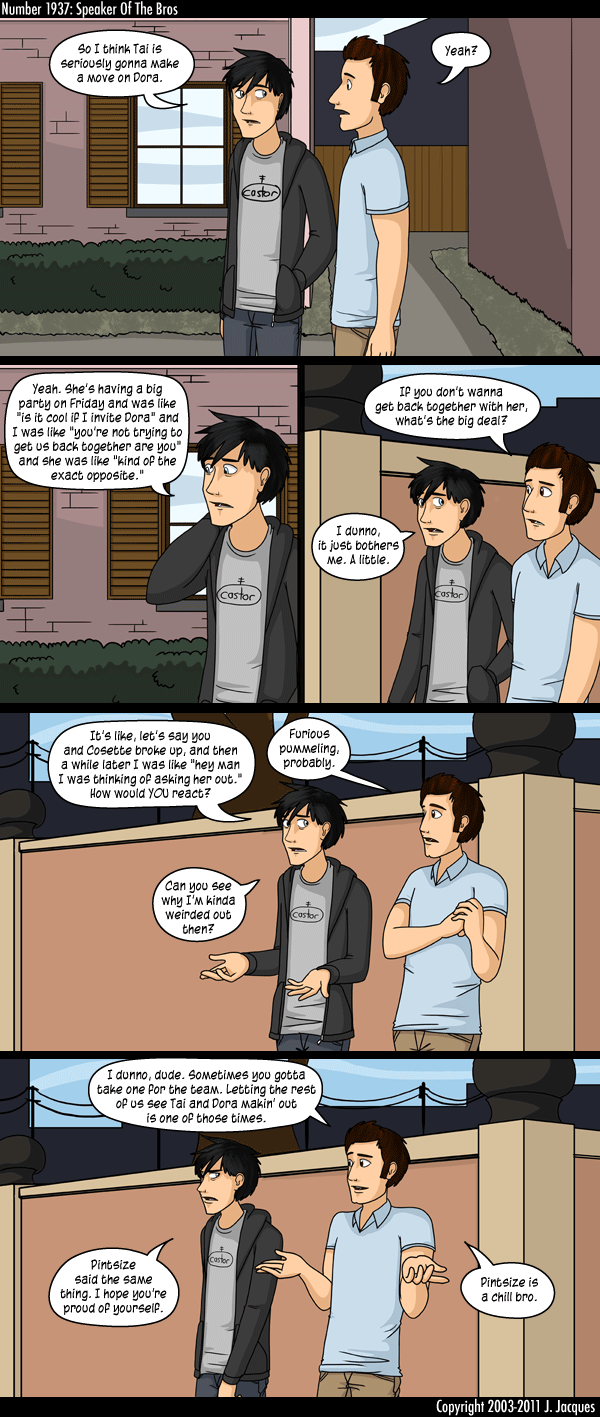 Number 1937: Speaker Of The Bros
So I think Tai is
seriously gonna make
a move on Dora.
Yeah?
castor
Yeah. She's having a big
party on Friday and was like
"is it cool if I invite Dora" and
I was like "you're not trying to
get us back together are you"
and she was like "kind of the
exact opposite."
castor
If you don't wanna
get back together with her,
what's the big deal?
I dunno,
it just bothers
me. A little.
castor
It's like, let's say you
and Cosette broke up, and then
a while later I was like "hey man
I was thinking of asking her out."
How would YOU react?
Furious
pummeling,
probably.
Can you see
why I'm kinda
weirded out
then?
castor
I dunno, dude. Sometimes you gotta
take one for the team. Letting the rest
of us see Tai and Dora makin' out
is one of those times.
castor
Pintsize
said the same
thing. I hope you're
proud of yourself.
Pintsize is
a chill bro.
Copyright 2003-2011 J. Jacques